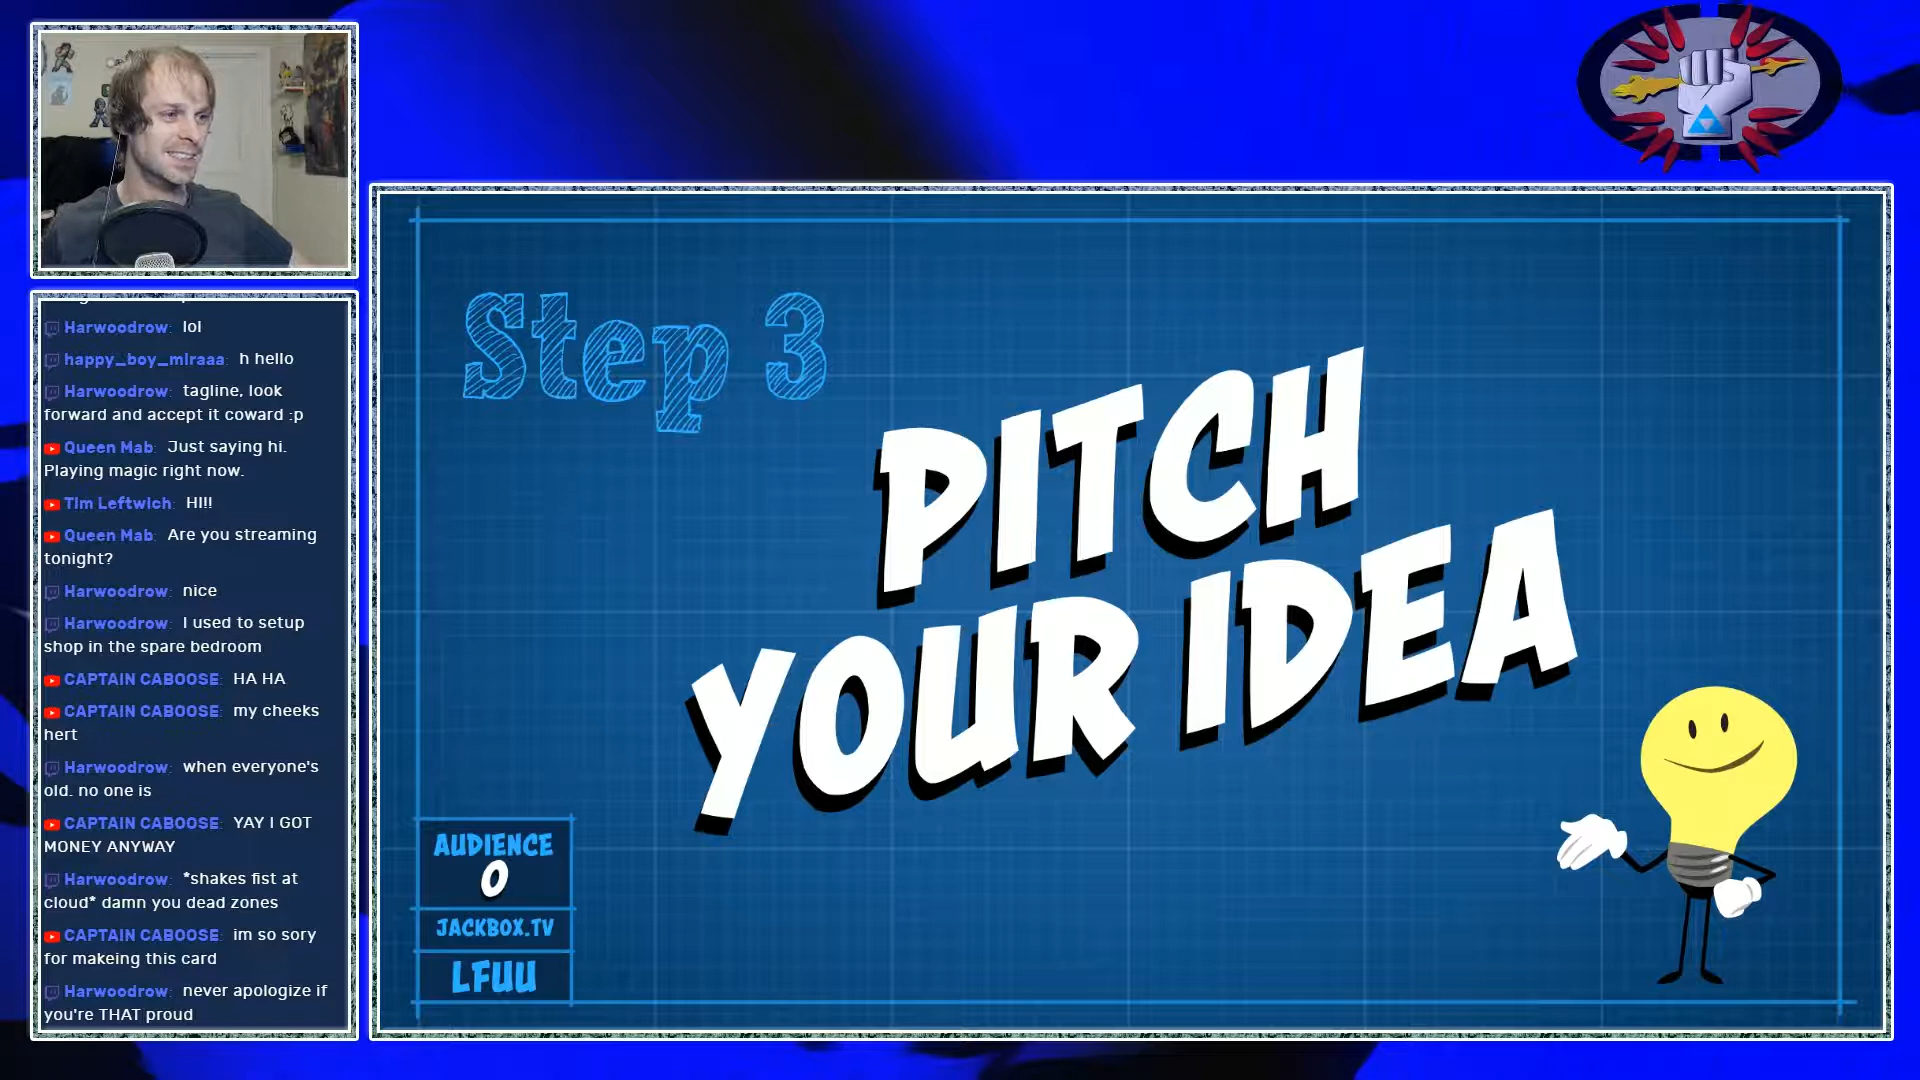 Harwoodrow: lol
happy_boy_mlraaa: h hello
Harwoodrow: tagline, look
forward and accept it coward :p
Queen Mab: Just saying hi.
Playing magic right now.
Tim Leftwich: HI!!
Queen Mab: Are you streaming
tonight?
Harwoodrow: nice
Harwoodrow: I used to setup
shop in the spare bedroom
CAPTAIN CABOOSE: HA HA
CAPTAIN CABOOSE: my cheeks
hert
Harwoodrow: when everyone's
old. no one is
CAPTAIN CABOOSE: YAY I GOT
MONEY ANYWAY
Harwoodrow: *shakes fist at
cloud* damn you dead zones
CAPTAIN CABOOSE: im so sory
for makeing this card
Harwoodrow: never apologize if
you're THAT proud
Step 3
PITCH
YOUR IDEA
AUDIENCE
0
JACKBOX.TV
LFUU